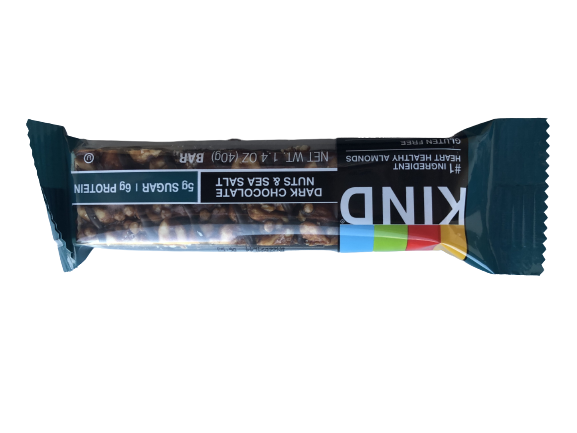 KIND
#1 INGREDIENT
HEART HEALTHY ALMONDS
GLUTEN FREE
DARK CHOCOLATE
NUTS & SEA SALT
5g SUGAR | 6g PROTEIN
NET WT. 1.4 OZ (40g) BAR
U